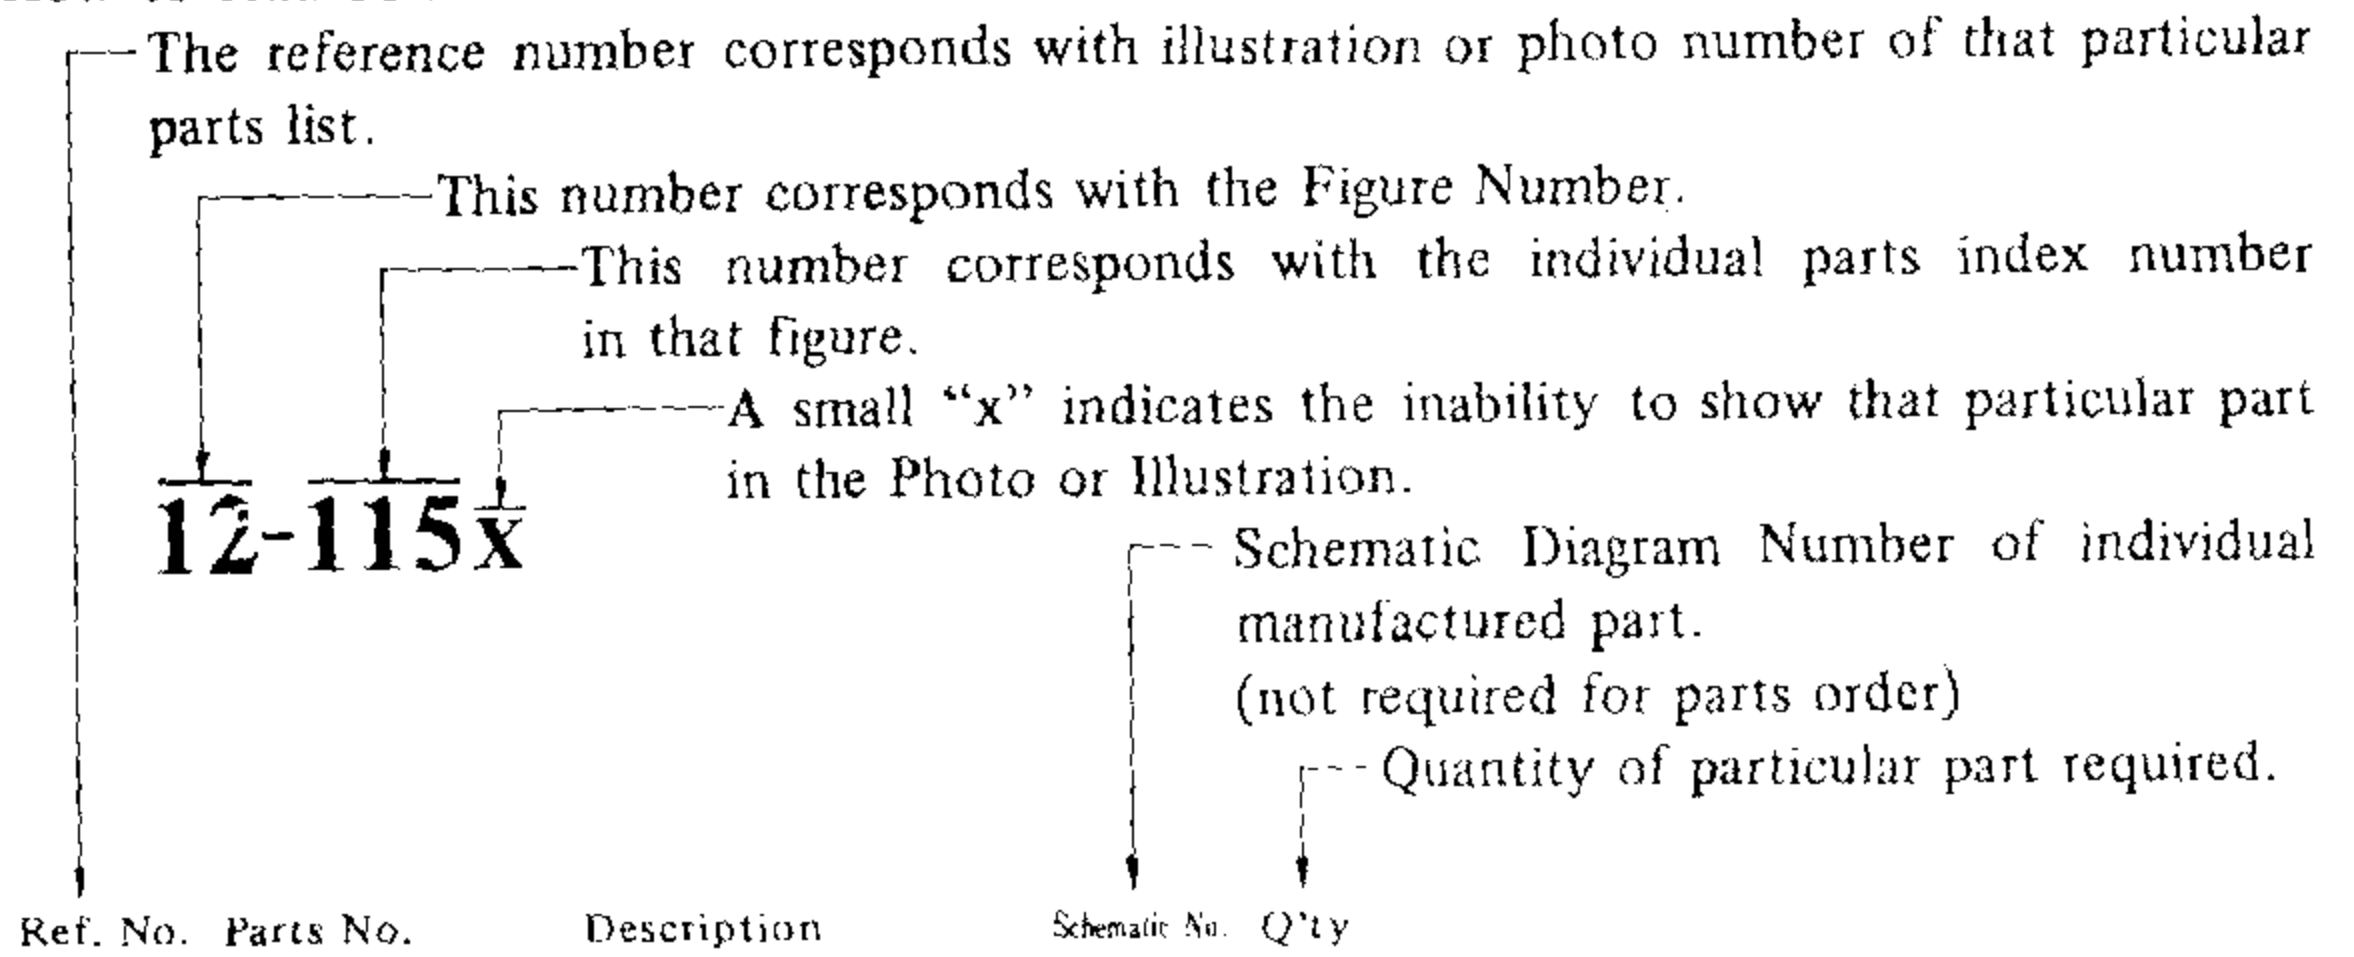 The reference number corresponds with illustration or photo number of that particular
parts list.
This number corresponds with the Figure Number.
This number corresponds with the individual parts index number
in that figure.
A small “x” indicates the inability to show that particular part
in the Photo or Illustration.
12-115x
Schematic Diagram Number of individual
manufactured part.
(not required for parts order)
Quantity of particular part required.
Ref. No. Parts No. Description Schematic No. Q'ty